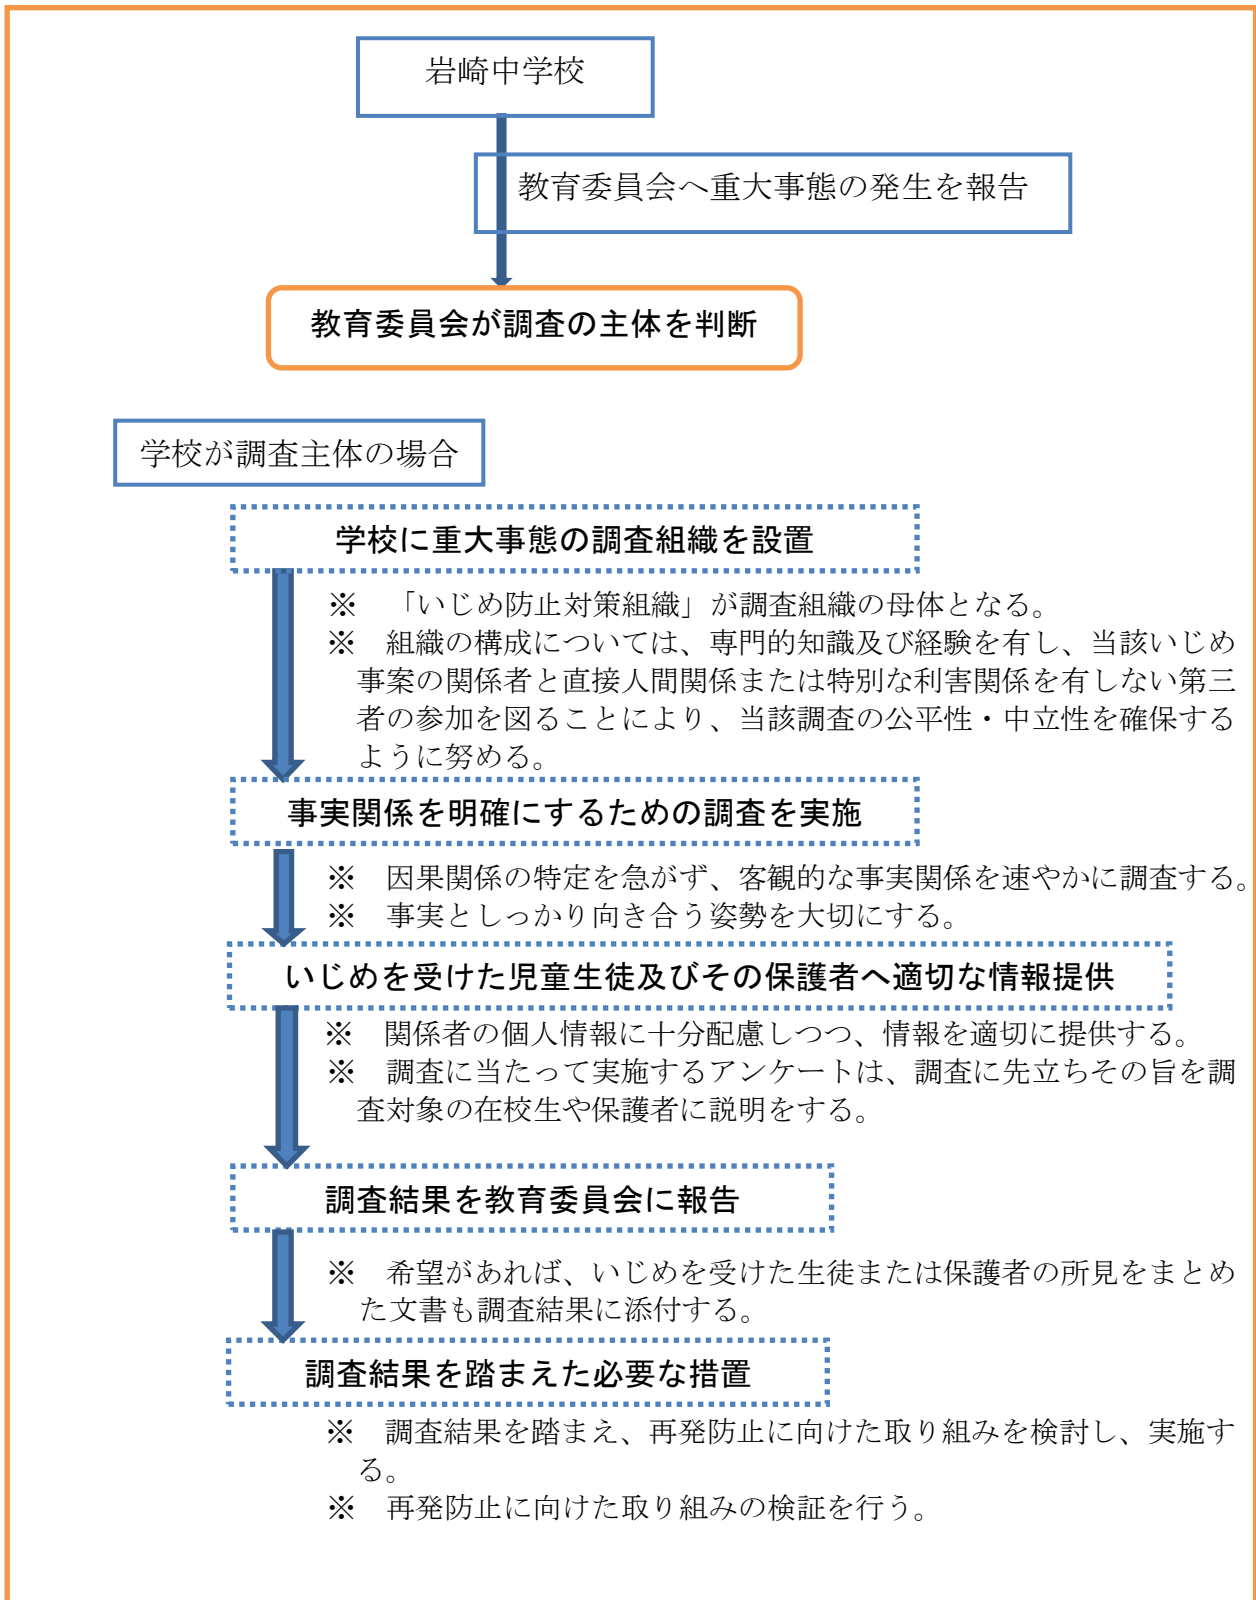 岩崎中学校
教育委員会へ重大事態の発生を報告
教育委員会が調査の主体を判断
学校が調査主体の場合
学校に重大事態の調査組織を設置
※　「いじめ防止対策組織」が調査組織の母体となる。
※　組織の構成については、専門的知識及び経験を有し、当該いじめ
事案の関係者と直接人間関係または特別な利害関係を有しない第三
者の参加を図ることにより、当該調査の公平性・中立性を確保する
ように努める。
事実関係を明確にするための調査を実施
※　因果関係の特定を急がず、客観的な事実関係を速やかに調査する。
※　事実としっかり向き合う姿勢を大切にする。
いじめを受けた児童生徒及びその保護者へ適切な情報提供
※　関係者の個人情報に十分配慮しつつ、情報を適切に提供する。
※　調査に当たって実施するアンケートは、調査に先立ちその旨を調
査対象の在校生や保護者に説明をする。
調査結果を教育委員会に報告
※　希望があれば、いじめを受けた生徒または保護者の所見をまとめ
た文書も調査結果に添付する。
調査結果を踏まえた必要な措置
※　調査結果を踏まえ、再発防止に向けた取り組みを検討し、実施す
る。
※　再発防止に向けた取り組みの検証を行う。